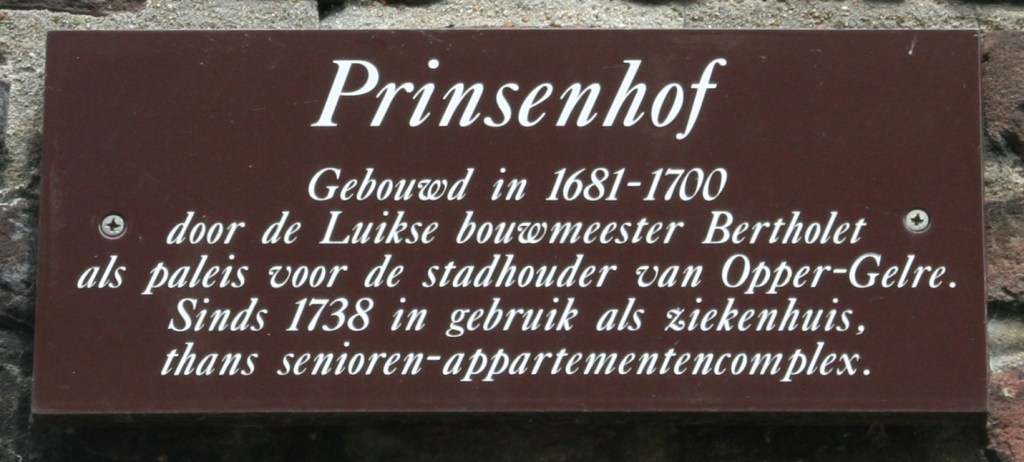 Prinsenhof
Gebouwd in 1681-1700
door de Luikse bouwmeester Bertholet
als paleis voor de stadhouder van Opper-Gelre.
Sinds 1738 in gebruik als ziekenhuis,
thans senioren-appartementencomplex.